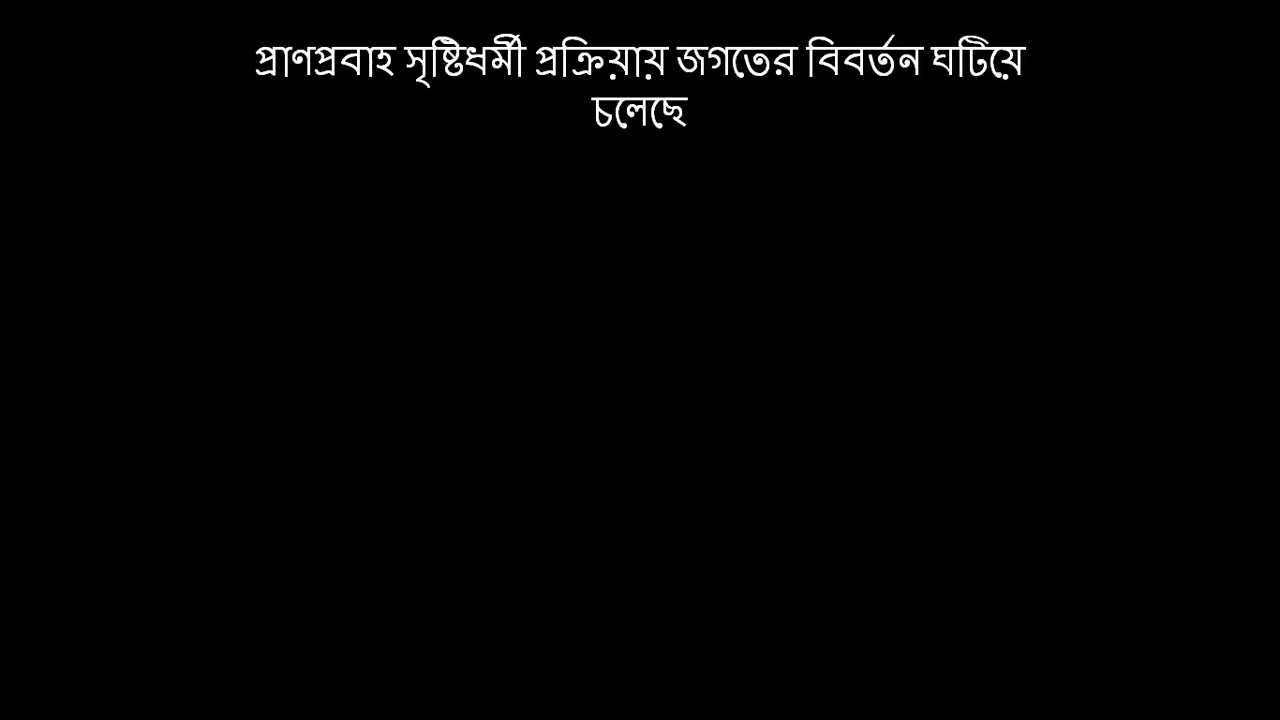 প্রাণপ্রবাহ সৃষ্টিধর্মী প্রক্রিয়ায় জগতের বিবর্তন ঘটিয়ে
চলেছে